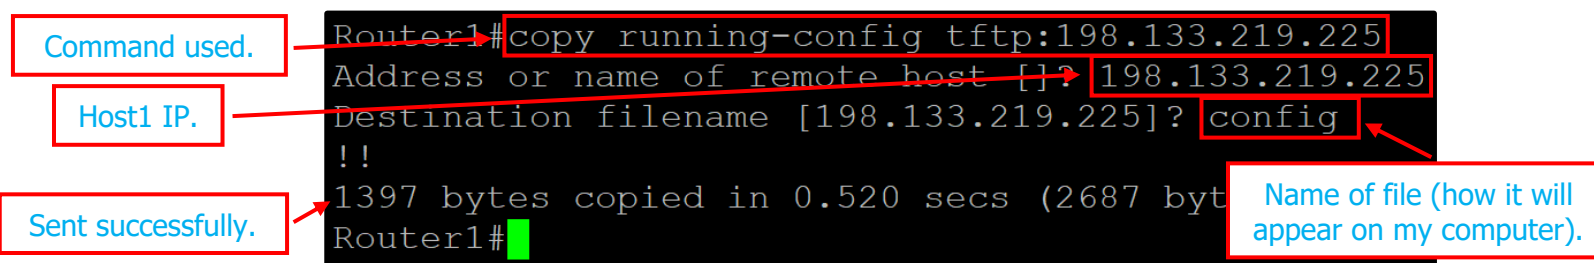 Command used.
Router1#copy running-config tftp:198.133.219.225
Address or name of remote host []? 198.133.219.225
Host1 IP.
Destination filename [198.133.219.225]? config
!!
Sent successfully.
1397 bytes copied in 0.520 secs (2687 byt
Name of file (how it will
appear on my computer).
Router1#